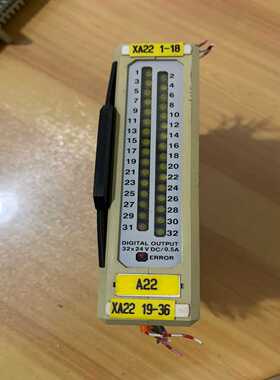 XA22 1-18
1 2
3 4
5 6
7 8
9 10
11 12
13 14
15 16
17 18
19 20
21 22
23 24
25 26
27 28
29 30
31 32
DIGITAL OUTPUT
32x24V DC/0.5A
ERROR
A22
XA22 19-36